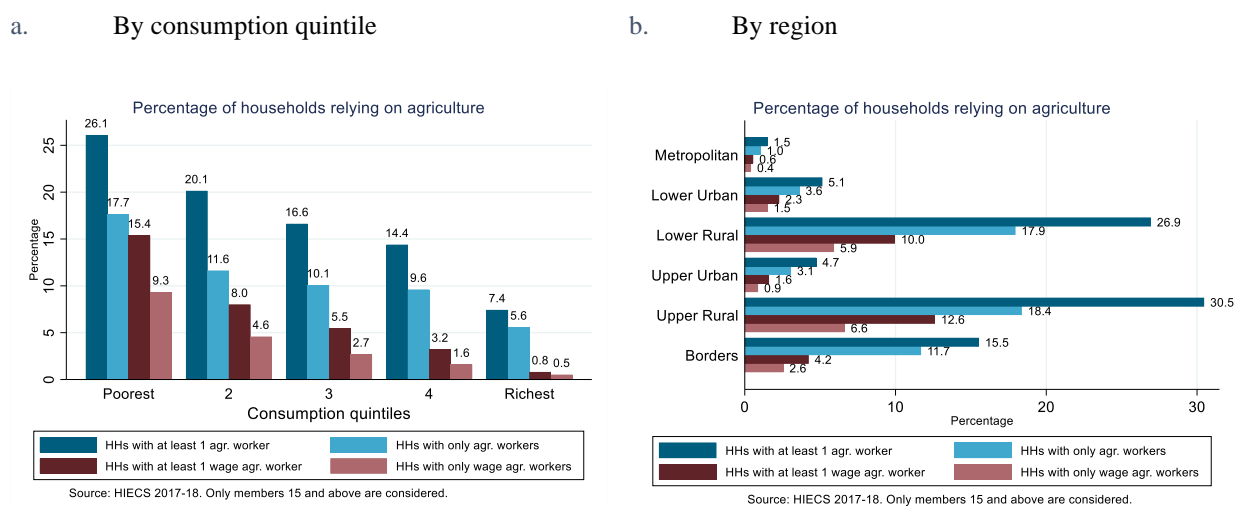 a. By consumption quintile
Percentage of households relying on agriculture
Percentage
25
20
15
10
5
0
26.1
17.7
15.4
9.3
20.1
11.6
8.0
4.6
16.6
10.1
5.5
2.7
14.4
9.6
3.2
1.6
7.4
5.6
0.8
0.5
Poorest 2 3 4 Richest
Consumption quintiles
HHs with at least 1 agr. worker HHs with only agr. workers
HHs with at least 1 wage agr. worker HHs with only wage agr. workers
Source: HIECS 2017-18. Only members 15 and above are considered.
b. By region
Percentage of households relying on agriculture
Metropolitan
1.5
1.0
0.6
0.4
Lower Urban
5.1
3.6
2.3
1.5
Lower Rural
26.9
17.9
10.0
5.9
Upper Urban
4.7
3.1
1.6
0.9
Upper Rural
30.5
18.4
12.6
6.6
Borders
15.5
11.7
4.2
2.6
0 10 20 30
Percentage
HHs with at least 1 agr. worker HHs with only agr. workers
HHs with at least 1 wage agr. worker HHs with only wage agr. workers
Source: HIECS 2017-18. Only members 15 and above are considered.